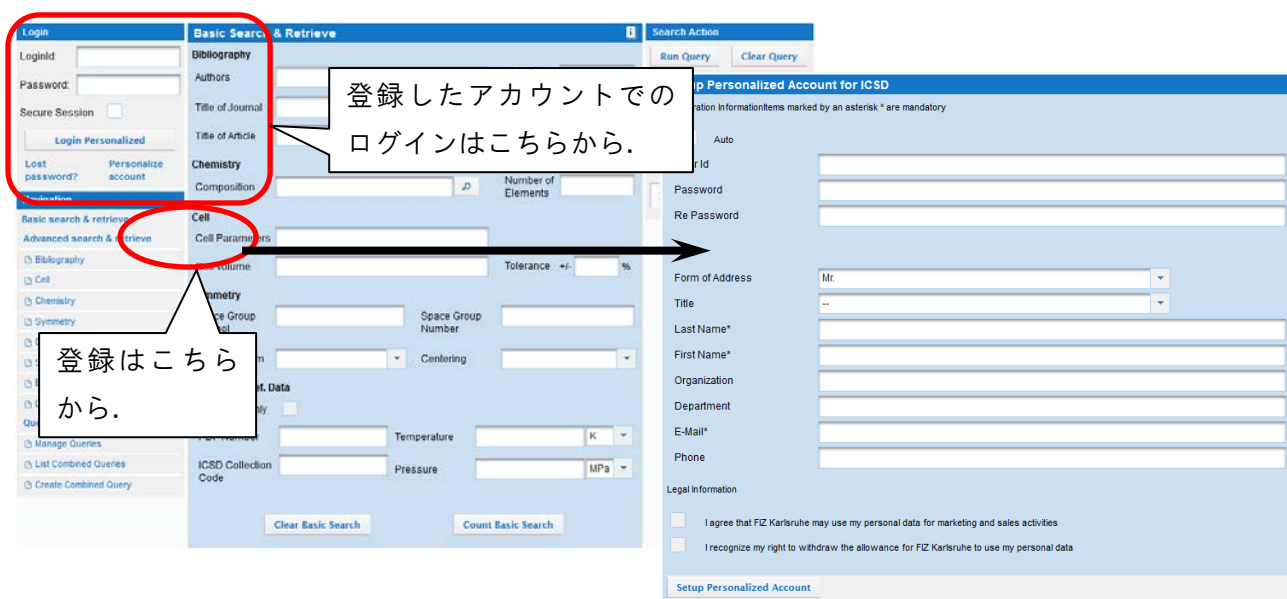 Login
LoginId:
Password:
Secure Session
Login Personalized
Lost password?
Personalize account
Navigation
Basic search & retrieve
Advanced search & retrieve
Bibliography
Cell
Chemistry
Symmetry
Manage Queries
List Combined Queries
Create Combined Query
Basic Search & Retrieve
Bibliography
Authors
Title of Journal
Title of Article
Chemistry
Composition
Number of
Elements
Cell
Cell Parameters
Tolerance +/- %
Space Group
Number
Centering
Temperature K
ICSD Collection
Code
Pressure MPa
Clear Basic Search
Count Basic Search
登録したアカウントでの
ログインはこちらから.
登録はこちら
から.
Search Action
Run Query
Clear Query
Personalized Account for ICSD
InformationItems marked by an asterisk * are mandatory
Auto
Id
Password
Re Password
Form of Address Mr.
Title --
Last Name*
First Name*
Organization
Department
E-Mail*
Phone
Legal Information
I agree that FIZ Karlsruhe may use my personal data for marketing and sales activities
I recognize my right to withdraw the allowance for FIZ Karlsruhe to use my personal data
Setup Personalized Account